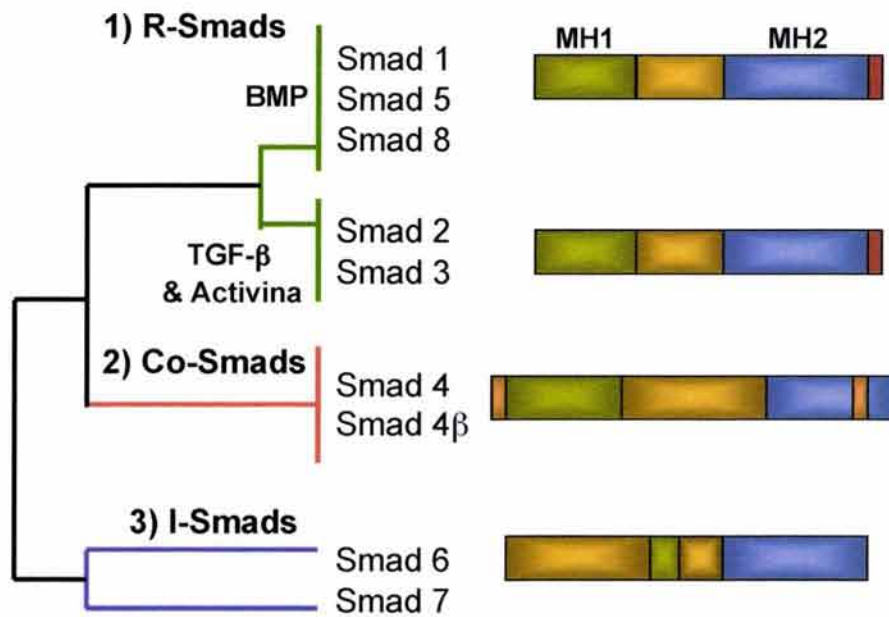 1) R-Smads
MH1 MH2
BMP
Smad 1
Smad 5
Smad 8
TGF-β
& Activina
Smad 2
Smad 3
2) Co-Smads
Smad 4
Smad 4β
3) I-Smads
Smad 6
Smad 7